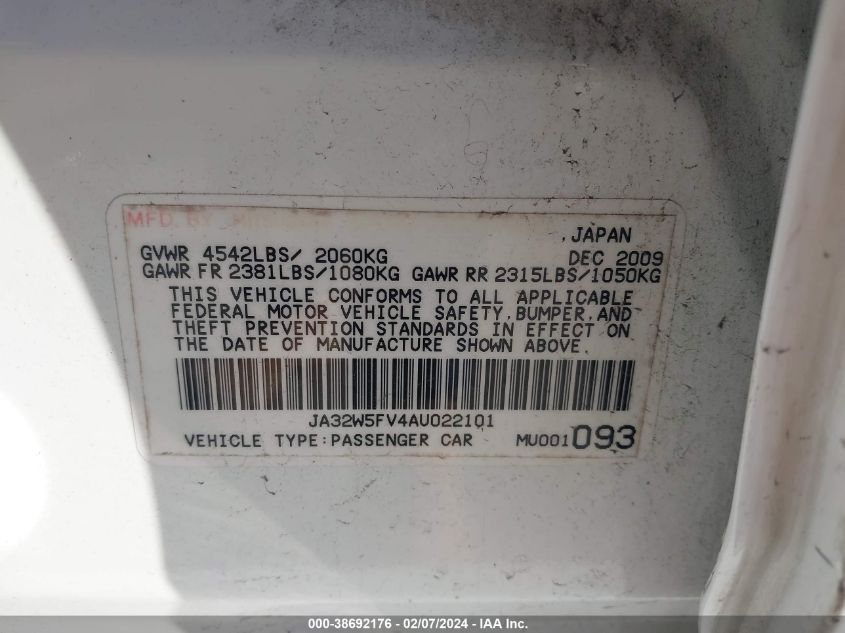 MFD. BY
, JAPAN
GVWR 4542LBS/ 2060KG DEC 2009
GAWR FR 2381LBS/1080KG GAWR RR 2315LBS/1050KG
THIS VEHICLE CONFORMS TO ALL APPLICABLE
FEDERAL MOTOR VEHICLE SAFETY, BUMPER, AND
THEFT PREVENTION STANDARDS IN EFFECT ON
THE DATE OF MANUFACTURE SHOWN ABOVE.
JA32W5FV4AU022101
VEHICLE TYPE:PASSENGER CAR MU001093
000-38692176 - 02/07/2024 - IAA Inc.